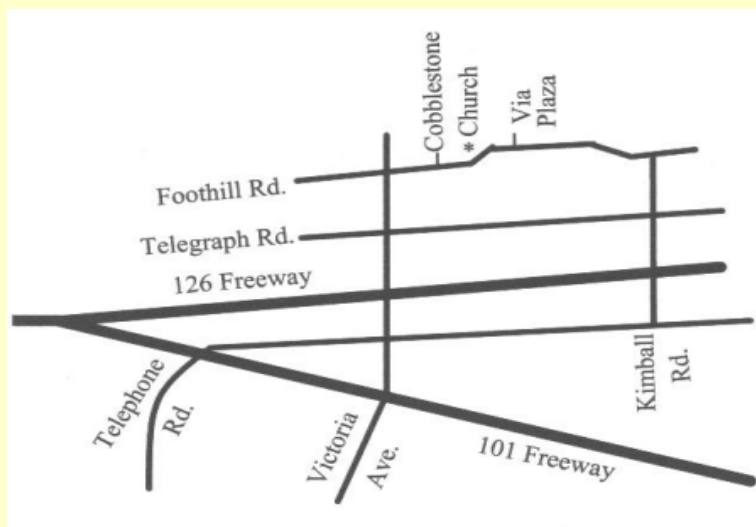 Cobblestone
* Church
Via
Plaza
Foothill Rd.
Telegraph Rd.
126 Freeway
Telephone
Rd.
Victoria
Ave.
101 Freeway
Kimball
Rd.